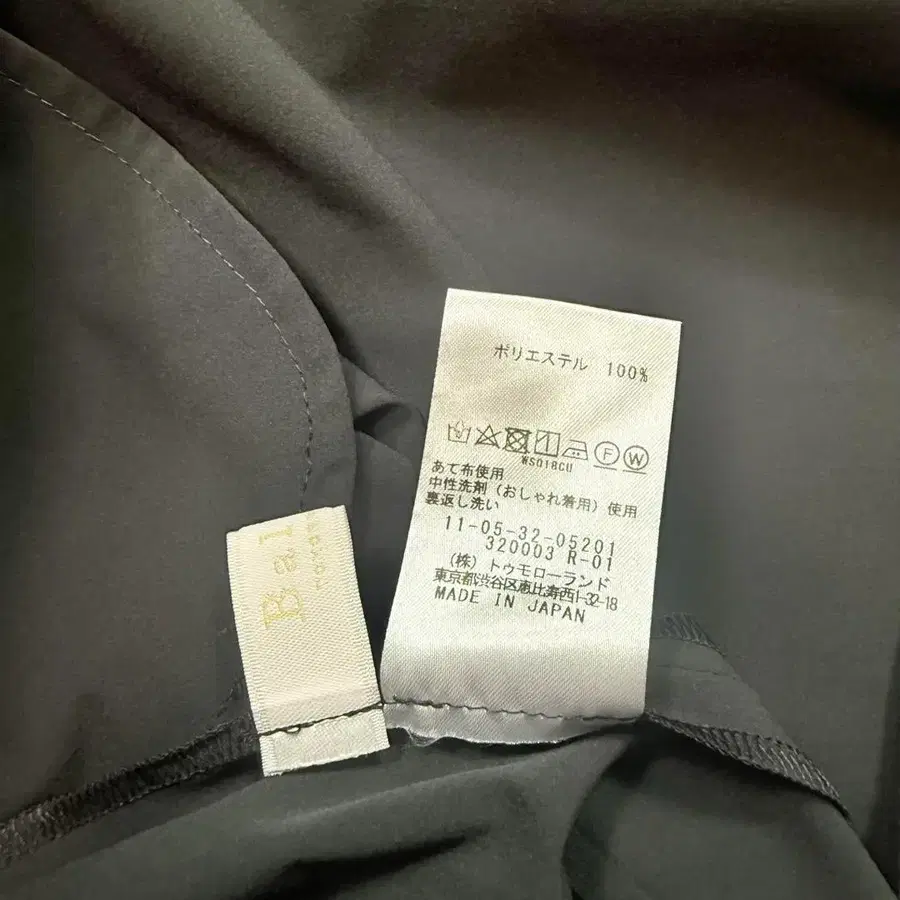 ポリエステル 100%
F W
WS018CU
あて布使用
中性洗剤(おしゃれ着用)使用
裏返し洗い
11-05-32-05201
320003 R-01
(株)トゥモローランド
東京都渋谷区恵比寿西1-32-18
MADE IN JAPAN
Bal